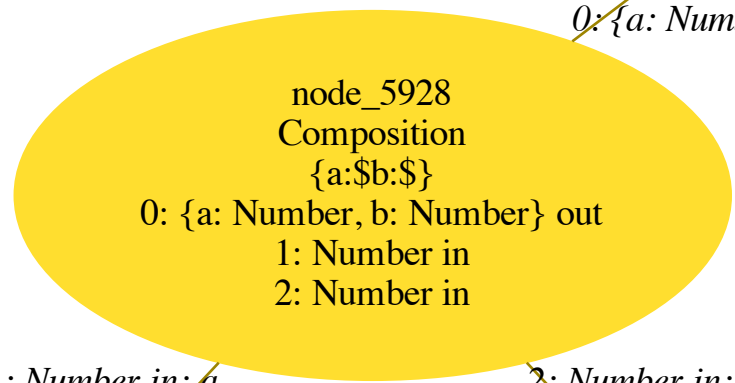 0: {a: Num
node_5928
Composition
{a:$b:$}
0: {a: Number, b: Number} out
1: Number in
2: Number in
: Number in: a
2: Number in: